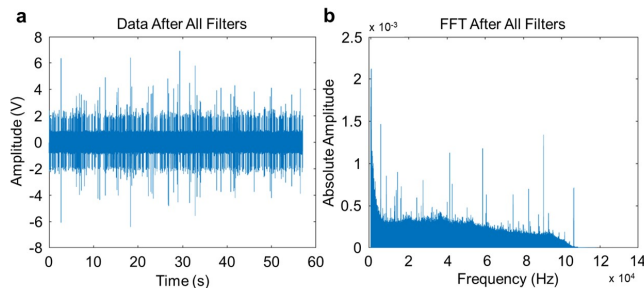 a
Data After All Filters
8
6
4
2
0
-2
-4
-6
-8
Amplitude (V)
0 10 20 30 40 50 60
Time (s)
b
× 10⁻³
FFT After All Filters
2.5
2
1.5
1
0.5
0
Absolute Amplitude
0 2 4 6 8 10 12 14
Frequency (Hz)
× 10⁴